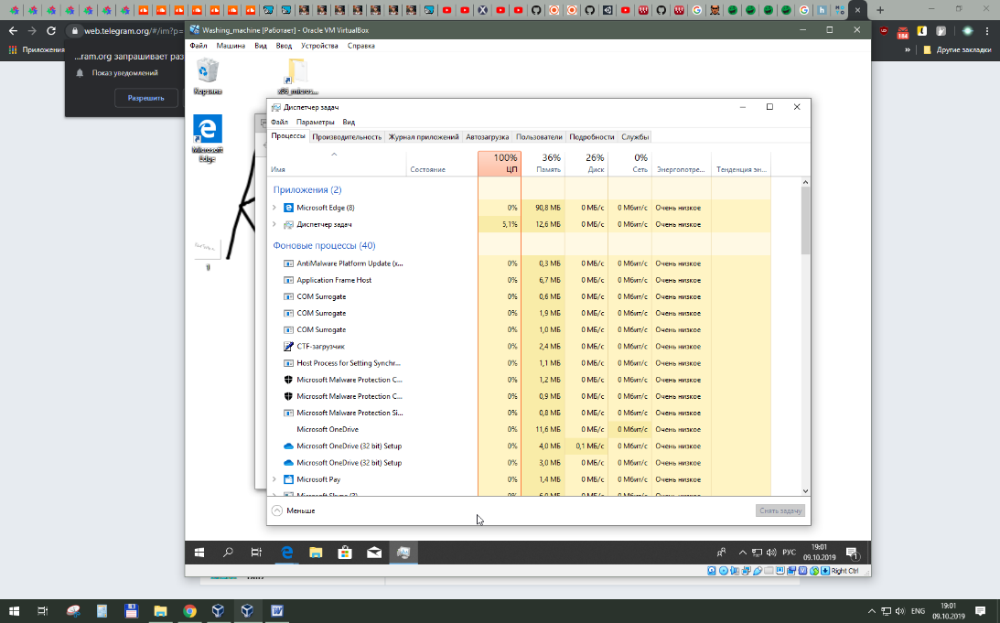 web.telegram.org/#/im?p=
Приложения
Другие закладки
...ram.org запрашивает раз
Показ уведомлений
Разрешить
184
Washing_machine [Работает] - Oracle VM VirtualBox
Файл Машина Вид Ввод Устройства Справка
Корзина
x86_micros...
Microsoft Edge
Диспетчер задач
Файл Параметры Вид
Процессы Производительность Журнал приложений Автозагрузка Пользователи Подробности Службы
100% 36% 26% 0%
Имя Состояние ЦП Память Диск Сеть Энергопотре... Тенденция эн...
Приложения (2)
Microsoft Edge (8) 0% 90,8 МБ 0 МБ/с 0 Мбит/с Очень низкое
Диспетчер задач 5,1% 12,6 МБ 0 МБ/с 0 Мбит/с Очень низкое
Фоновые процессы (40)
AntiMalware Platform Update (x... 0% 0,3 МБ 0 МБ/с 0 Мбит/с Очень низкое
Application Frame Host 0% 6,7 МБ 0 МБ/с 0 Мбит/с Очень низкое
COM Surrogate 0% 0,6 МБ 0 МБ/с 0 Мбит/с Очень низкое
COM Surrogate 0% 1,9 МБ 0 МБ/с 0 Мбит/с Очень низкое
COM Surrogate 0% 1,0 МБ 0 МБ/с 0 Мбит/с Очень низкое
CTF-загрузчик 0% 2,4 МБ 0 МБ/с 0 Мбит/с Очень низкое
Host Process for Setting Synchr... 0% 1,1 МБ 0 МБ/с 0 Мбит/с Очень низкое
Microsoft Malware Protection C... 0% 1,2 МБ 0 МБ/с 0 Мбит/с Очень низкое
Microsoft Malware Protection C... 0% 0,9 МБ 0 МБ/с 0 Мбит/с Очень низкое
Microsoft Malware Protection Si... 0% 0,8 МБ 0 МБ/с 0 Мбит/с Очень низкое
Microsoft OneDrive 0% 11,6 МБ 0 МБ/с 0 Мбит/с Очень низкое
Microsoft OneDrive (32 bit) Setup 0% 4,0 МБ 0,1 МБ/с 0 Мбит/с Очень низкое
Microsoft OneDrive (32 bit) Setup 0% 3,0 МБ 0 МБ/с 0 Мбит/с Очень низкое
Microsoft Pay 0% 1,4 МБ 0 МБ/с 0 Мбит/с Очень низкое
Microsoft Skype (2) 0% 6,0 МБ 0 МБ/с 0 Мбит/с Очень низкое
Меньше
Снять задачу
РУС
19:01
09.10.2019
1
Right Ctrl
ENG
19:01
09.10.2019